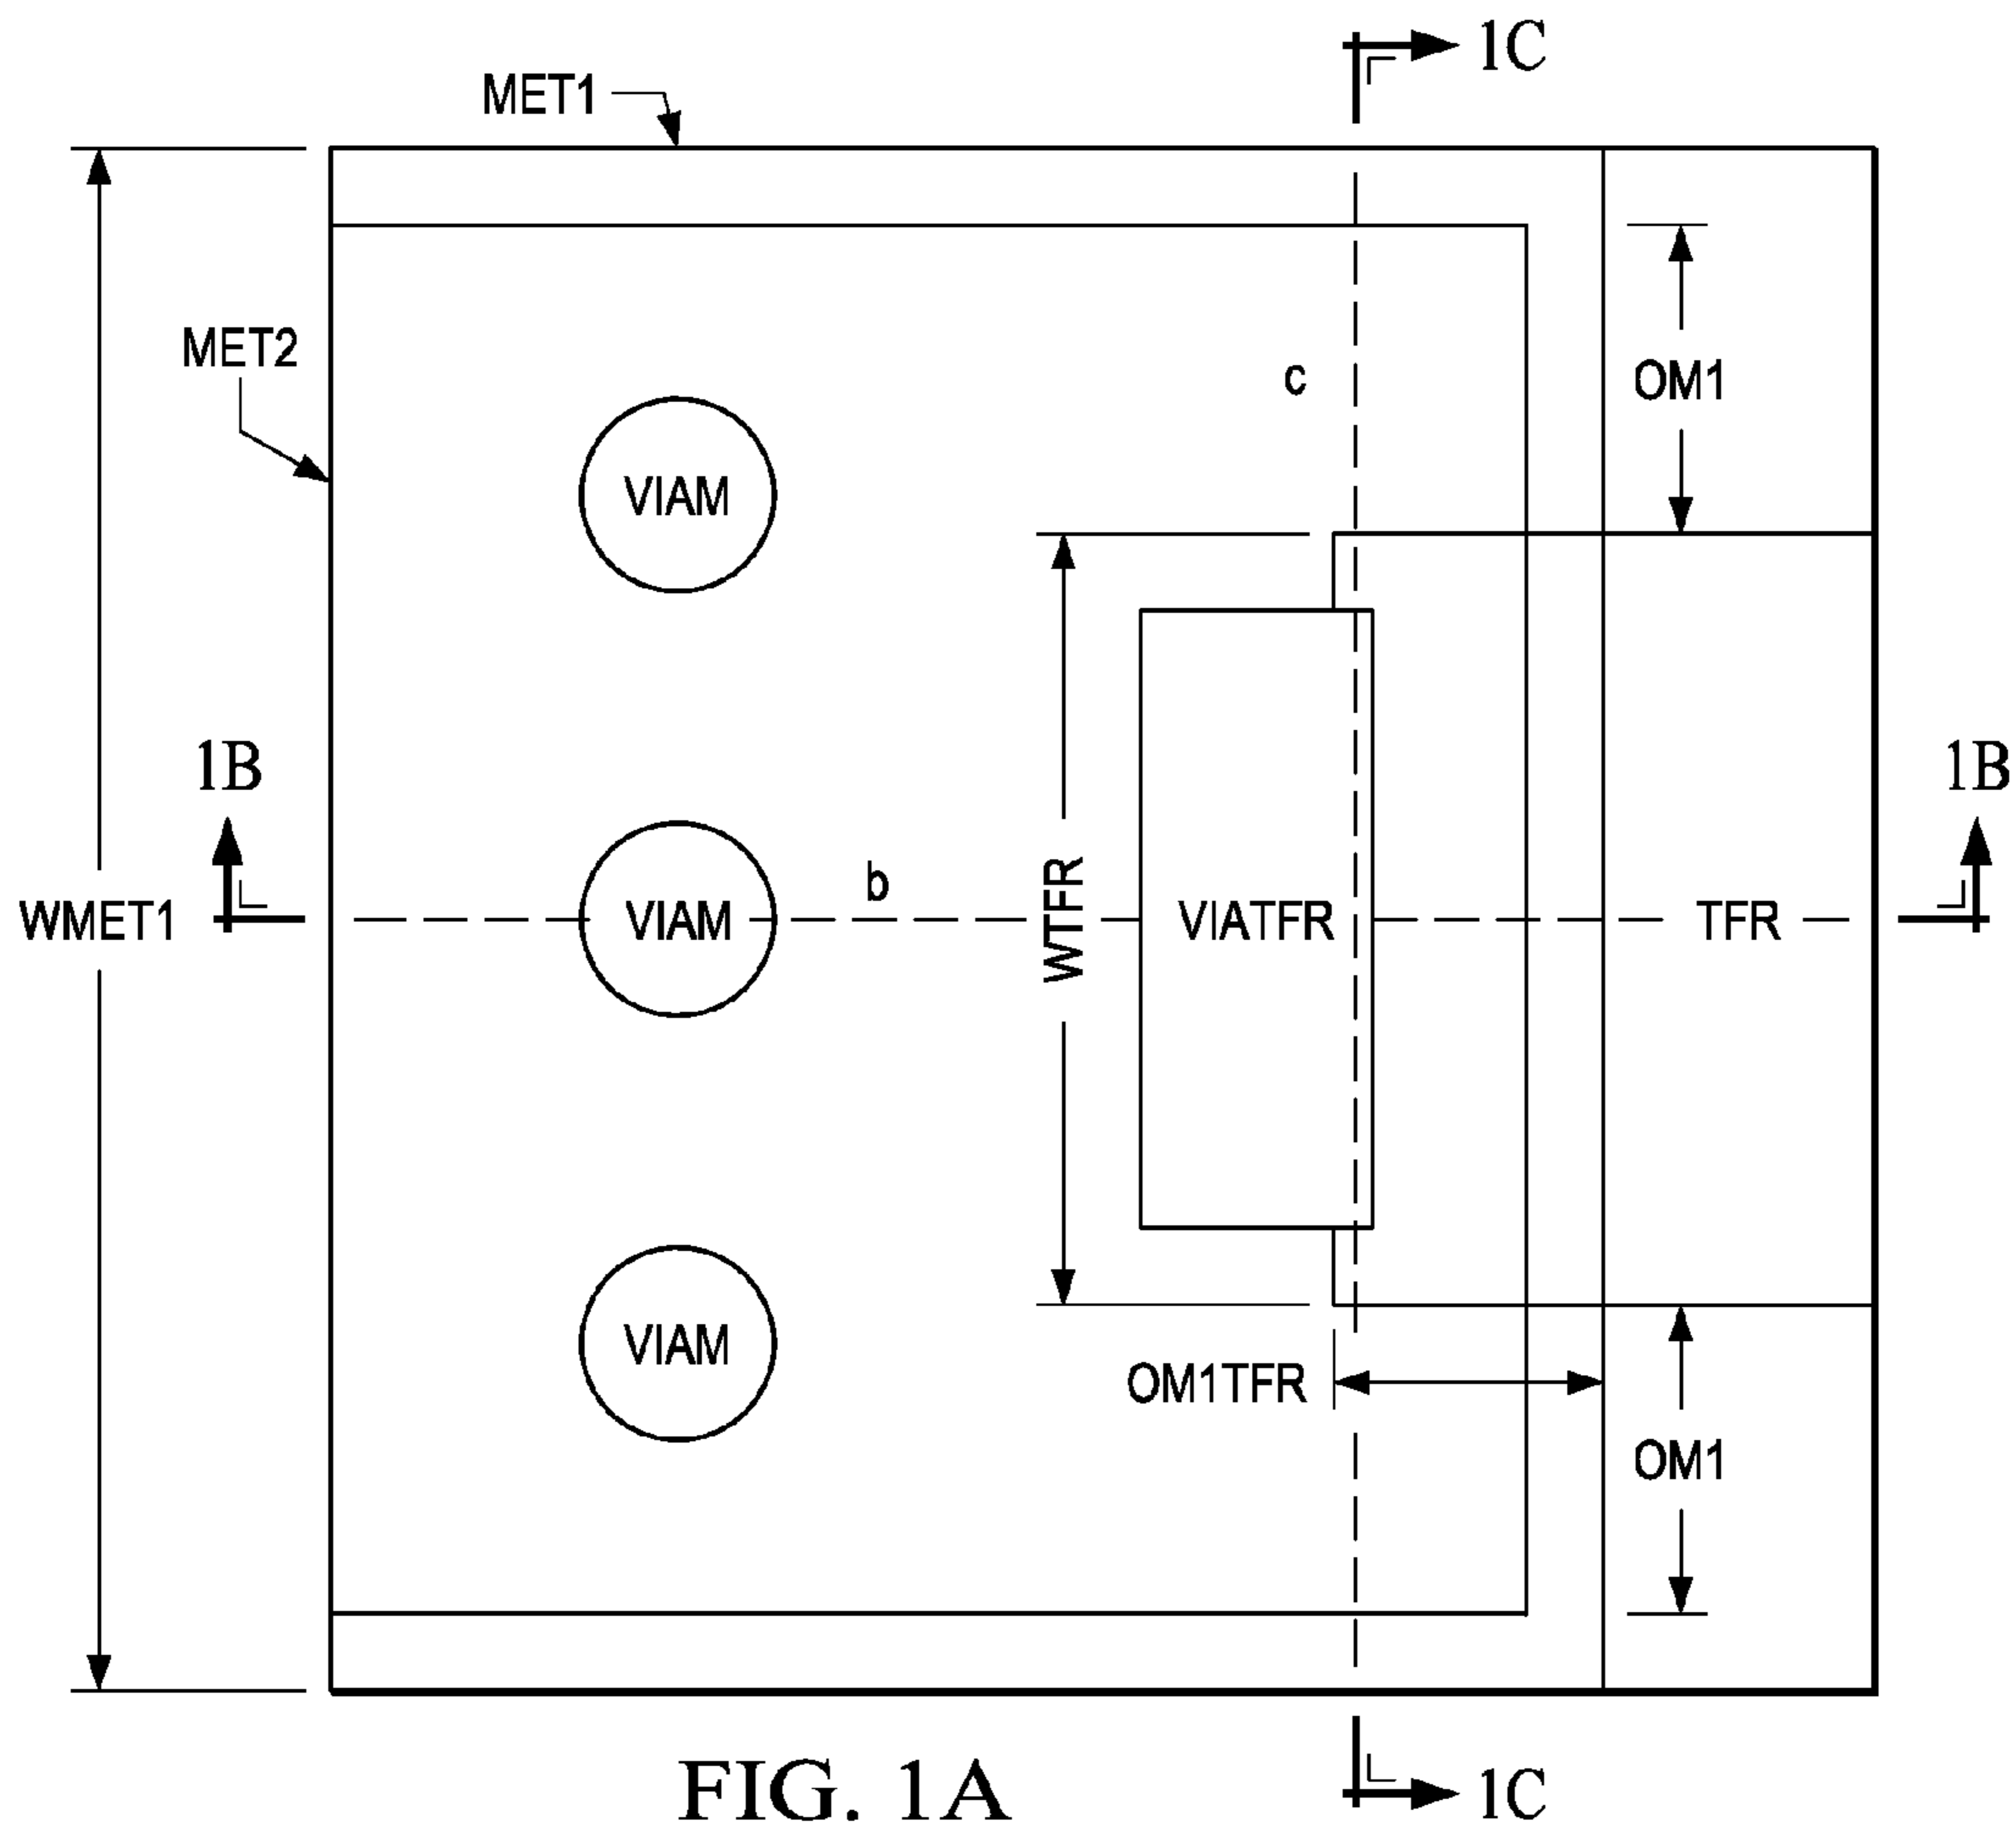 1C
MET1
MET2
c
OM1
VIAM
1B
1B
b
WMET1
VIAM
WTFR
VIATFR
TFR
VIAM
OM1TFR
OM1
FIG. 1A
1C